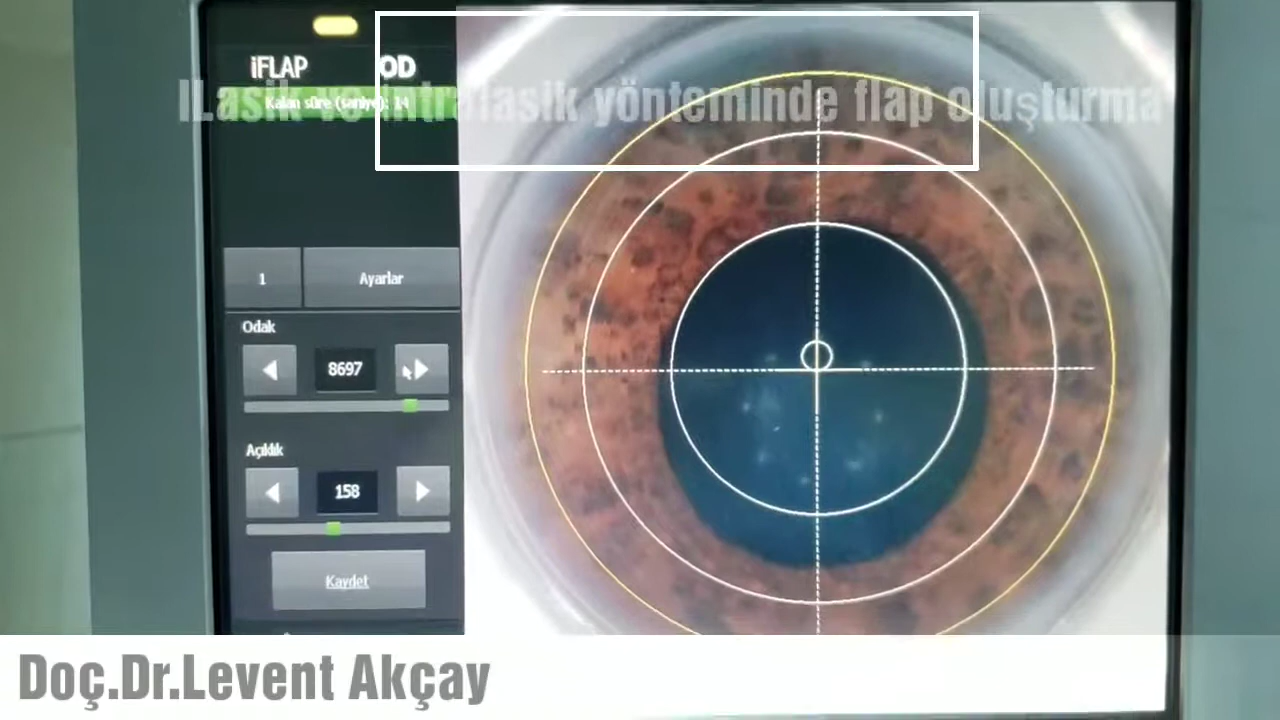 iFLAP OD
Kalan süre (saniye): 14
ILasik ve intralasik yönteminde flap oluşturma
1 Ayarlar
Odak
8697
Açıklık
158
Kaydet
Doç.Dr.Levent Akçay